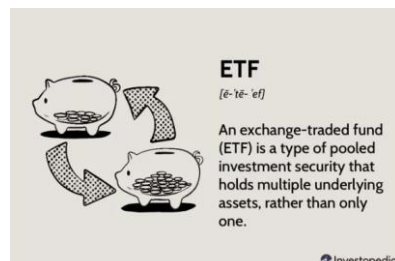 ETF
[ē-'tē-'ef]
An exchange-traded fund
(ETF) is a type of pooled
investment security that
holds multiple underlying
assets, rather than only
one.
Investopedia